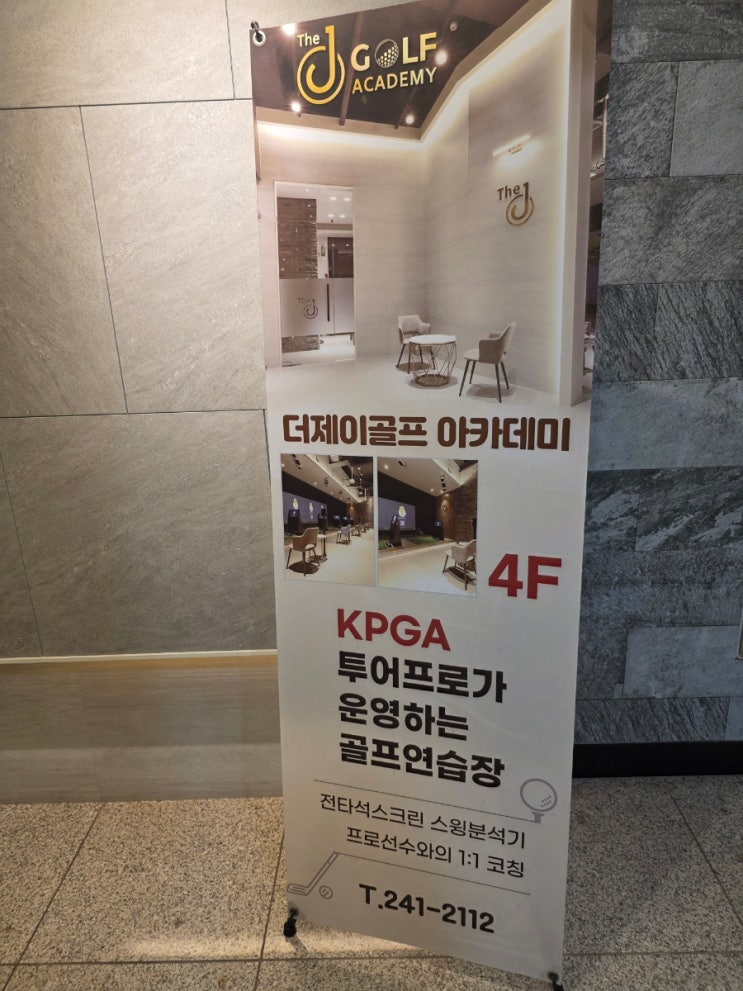 The J GOLF
ACADEMY
The J
The J
더제이골프 아카데미
4F
KPGA
투어프로가
운영하는
골프연습장
전타석스크린 스윙분석기
프로선수와의 1:1 코칭
T.241-2112